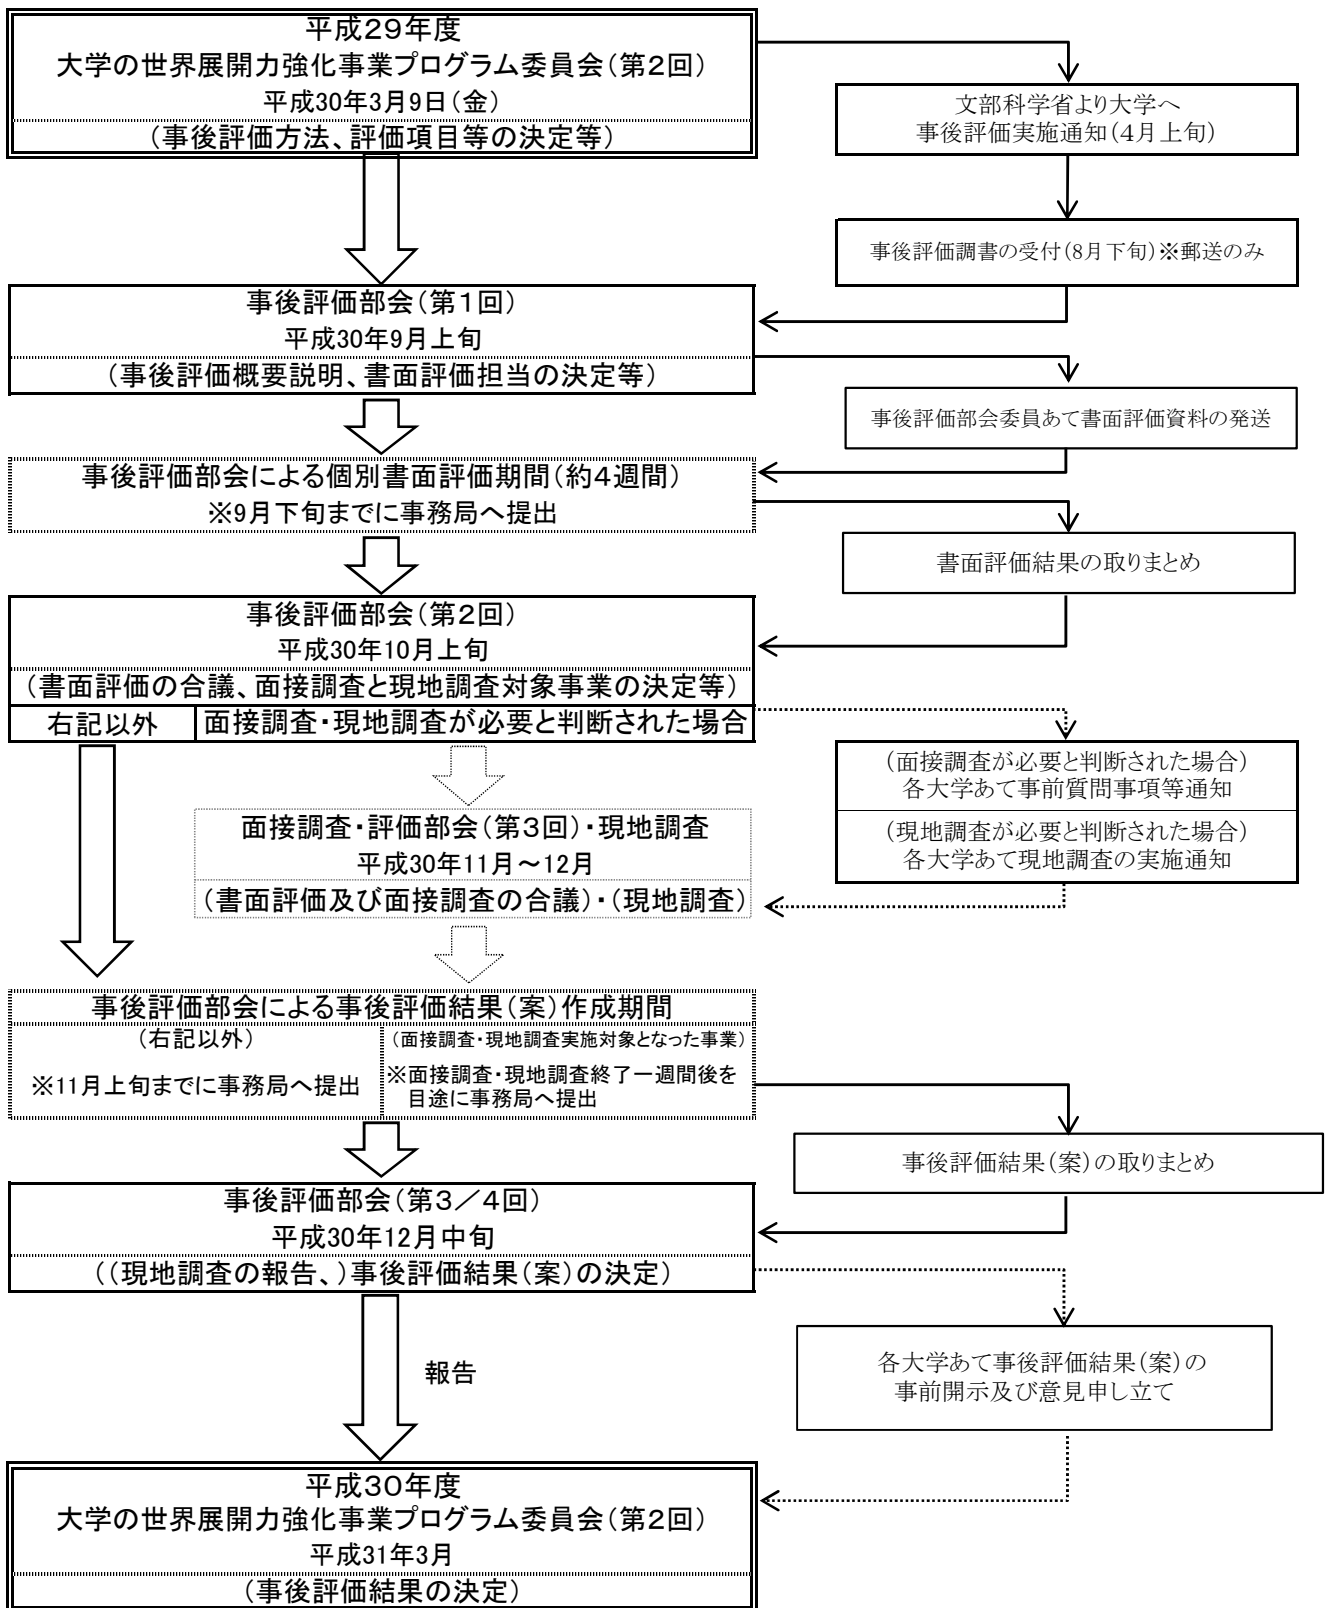 平成29年度
大学の世界展開力強化事業プログラム委員会(第2回)
平成30年3月9日(金)
(事後評価方法、評価項目等の決定等)
文部科学省より大学へ
事後評価実施通知(4月上旬)
事後評価調書の受付(8月下旬)※郵送のみ
事後評価部会(第1回)
平成30年9月上旬
(事後評価概要説明、書面評価担当の決定等)
事後評価部会委員あて書面評価資料の発送
事後評価部会による個別書面評価期間(約4週間)
※9月下旬までに事務局へ提出
書面評価結果の取りまとめ
事後評価部会(第2回)
平成30年10月上旬
(書面評価の合議、面接調査と現地調査対象事業の決定等)
右記以外
面接調査・現地調査が必要と判断された場合
(面接調査が必要と判断された場合)
各大学あて事前質問事項等通知
(現地調査が必要と判断された場合)
各大学あて現地調査の実施通知
面接調査・評価部会(第3回)・現地調査
平成30年11月～12月
(書面評価及び面接調査の合議)・(現地調査)
事後評価部会による事後評価結果(案)作成期間
(右記以外)
※11月上旬までに事務局へ提出
(面接調査・現地調査実施対象となった事業)
※面接調査・現地調査終了一週間後を
目途に事務局へ提出
事後評価結果(案)の取りまとめ
事後評価部会(第3／4回)
平成30年12月中旬
((現地調査の報告、)事後評価結果(案)の決定)
各大学あて事後評価結果(案)の
事前開示及び意見申し立て
報告
平成30年度
大学の世界展開力強化事業プログラム委員会(第2回)
平成31年3月
(事後評価結果の決定)